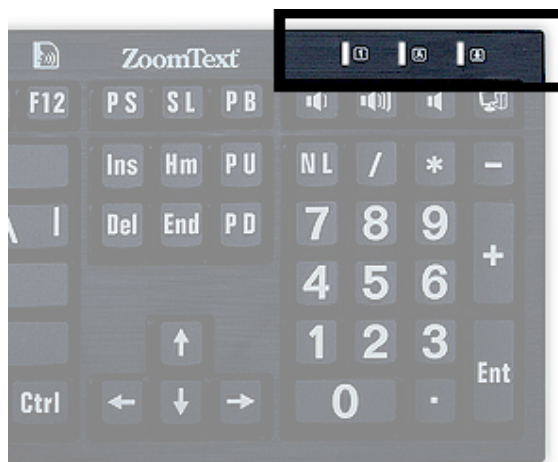 ZoomText
1 A
F12 PS SL PB
Ins Hm PU NL / * -
Del End PD 7 8 9 +
4 5 6
1 2 3 Ent
Ctrl 0 .